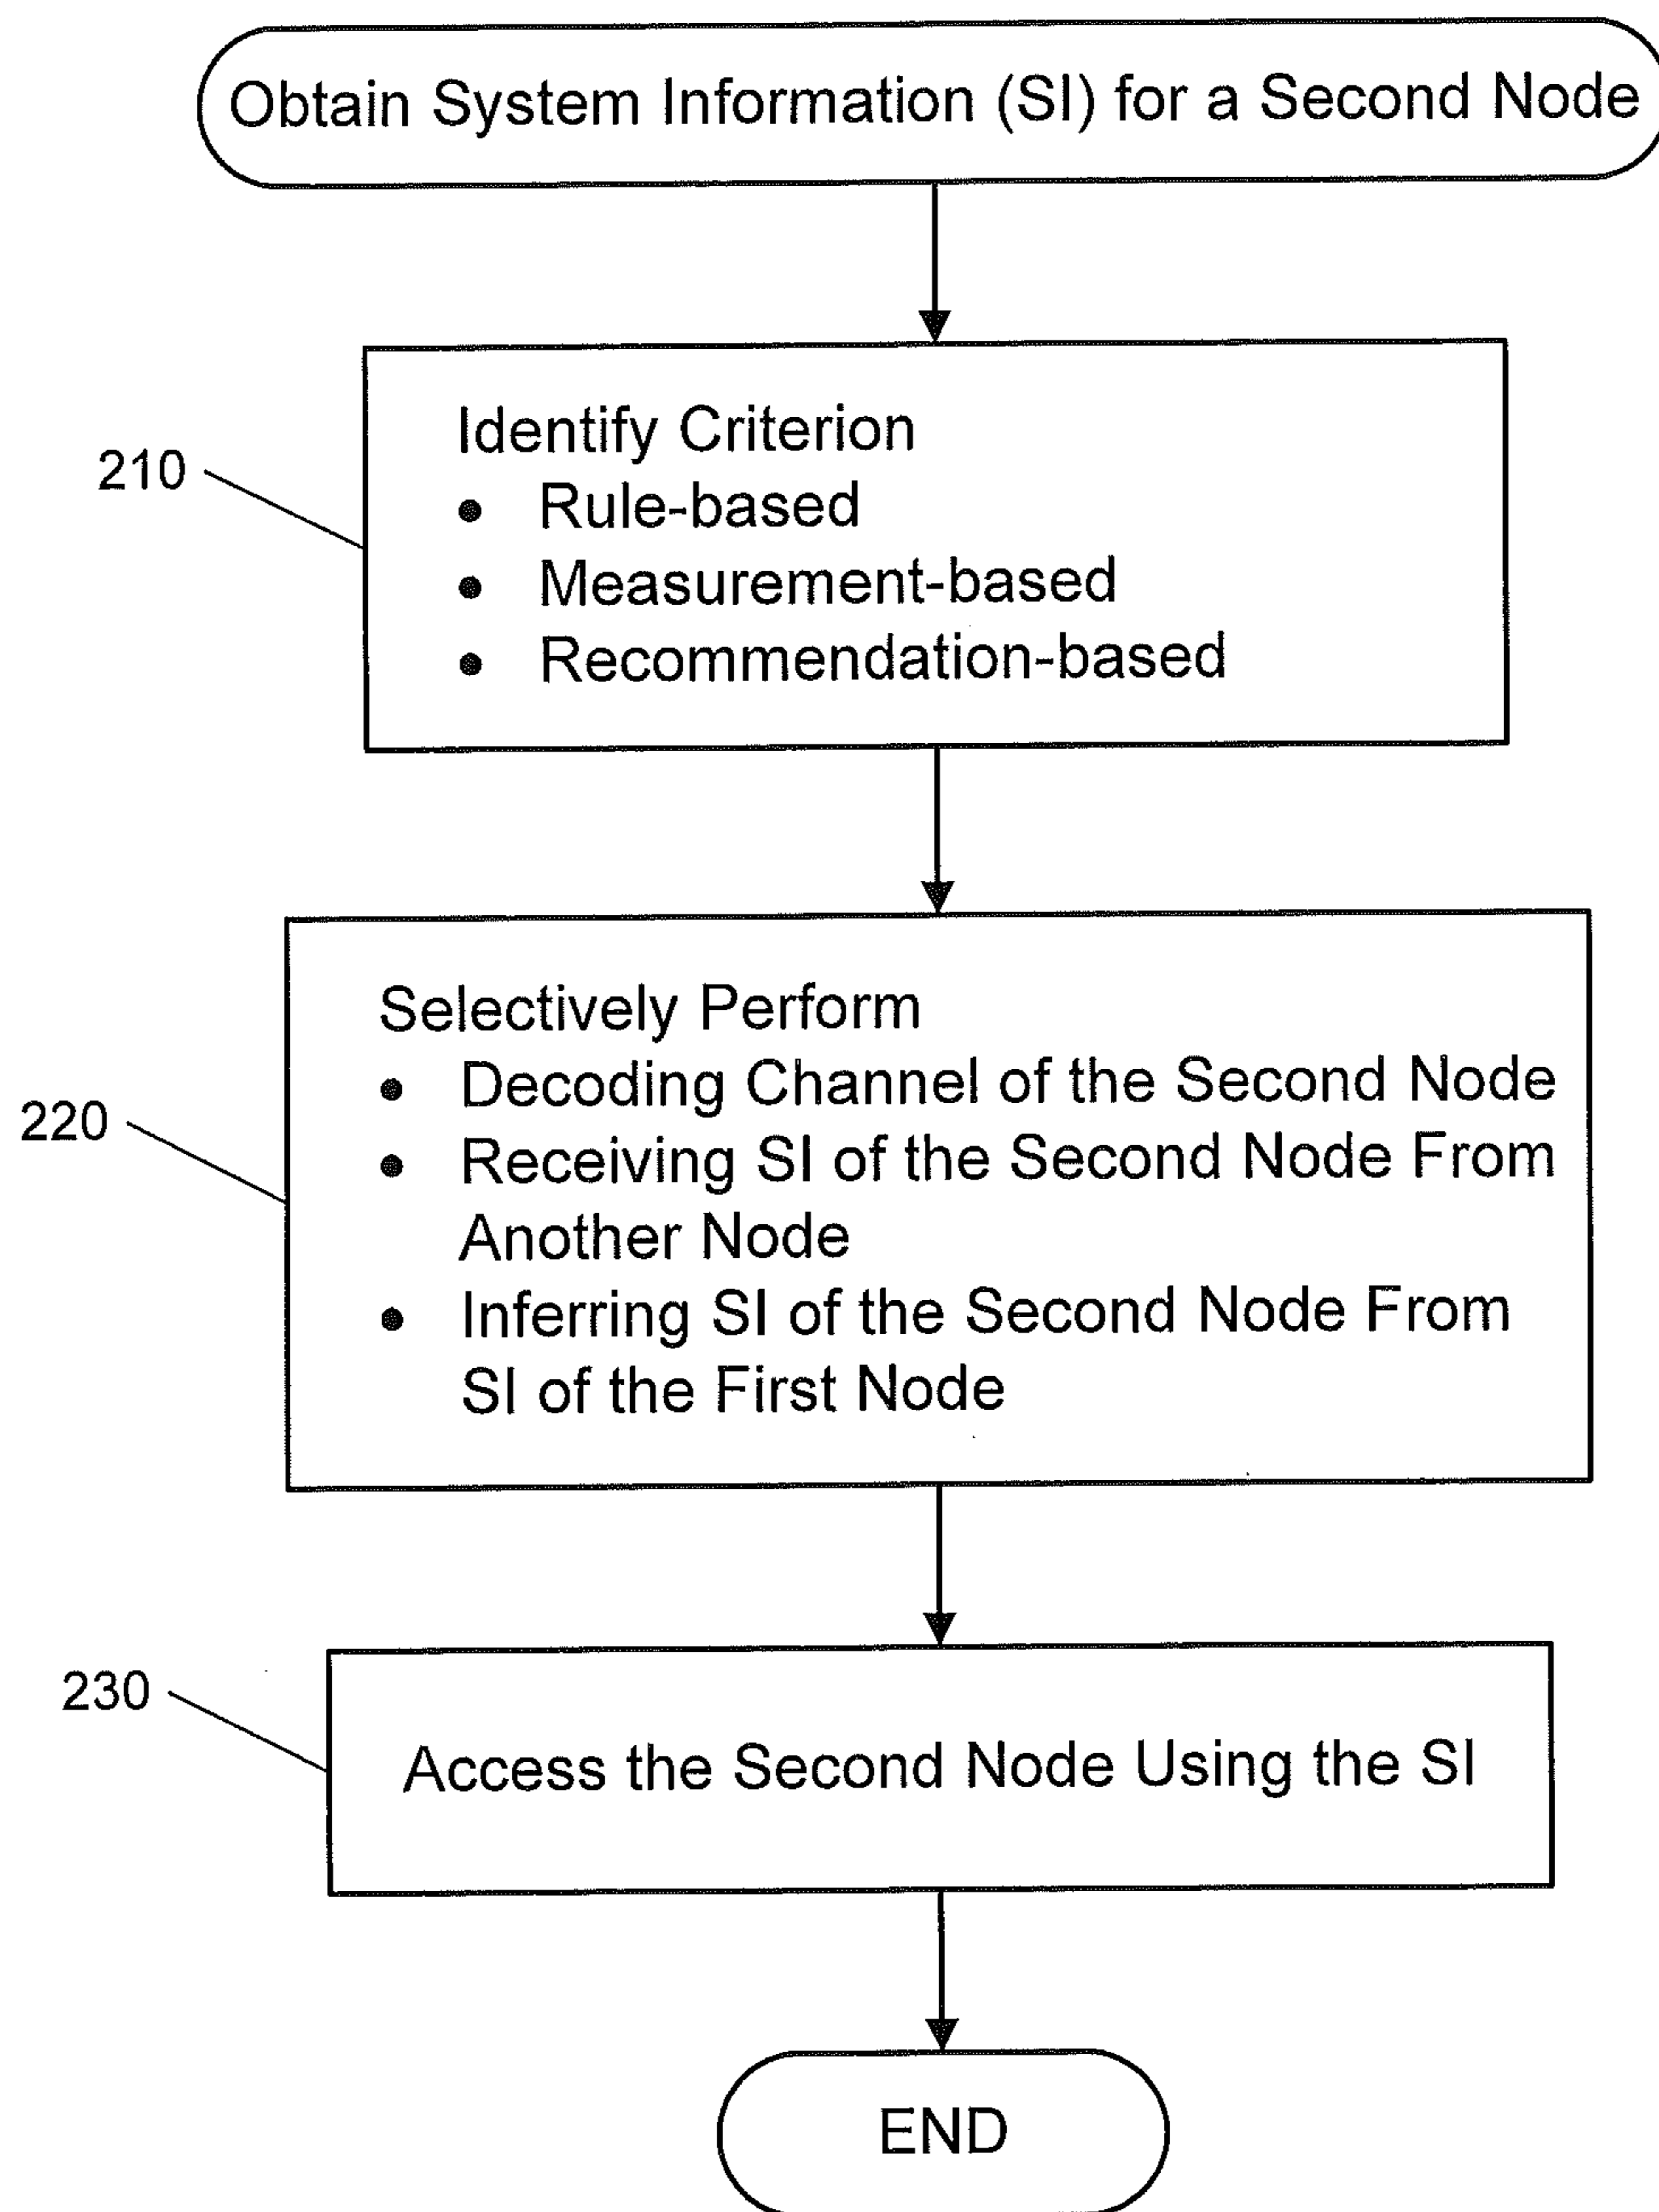 Obtain System Information (SI) for a Second Node
210
Identify Criterion
• Rule-based
• Measurement-based
• Recommendation-based
220
Selectively Perform
• Decoding Channel of the Second Node
• Receiving SI of the Second Node From
Another Node
• Inferring SI of the Second Node From
SI of the First Node
230
Access the Second Node Using the SI
END